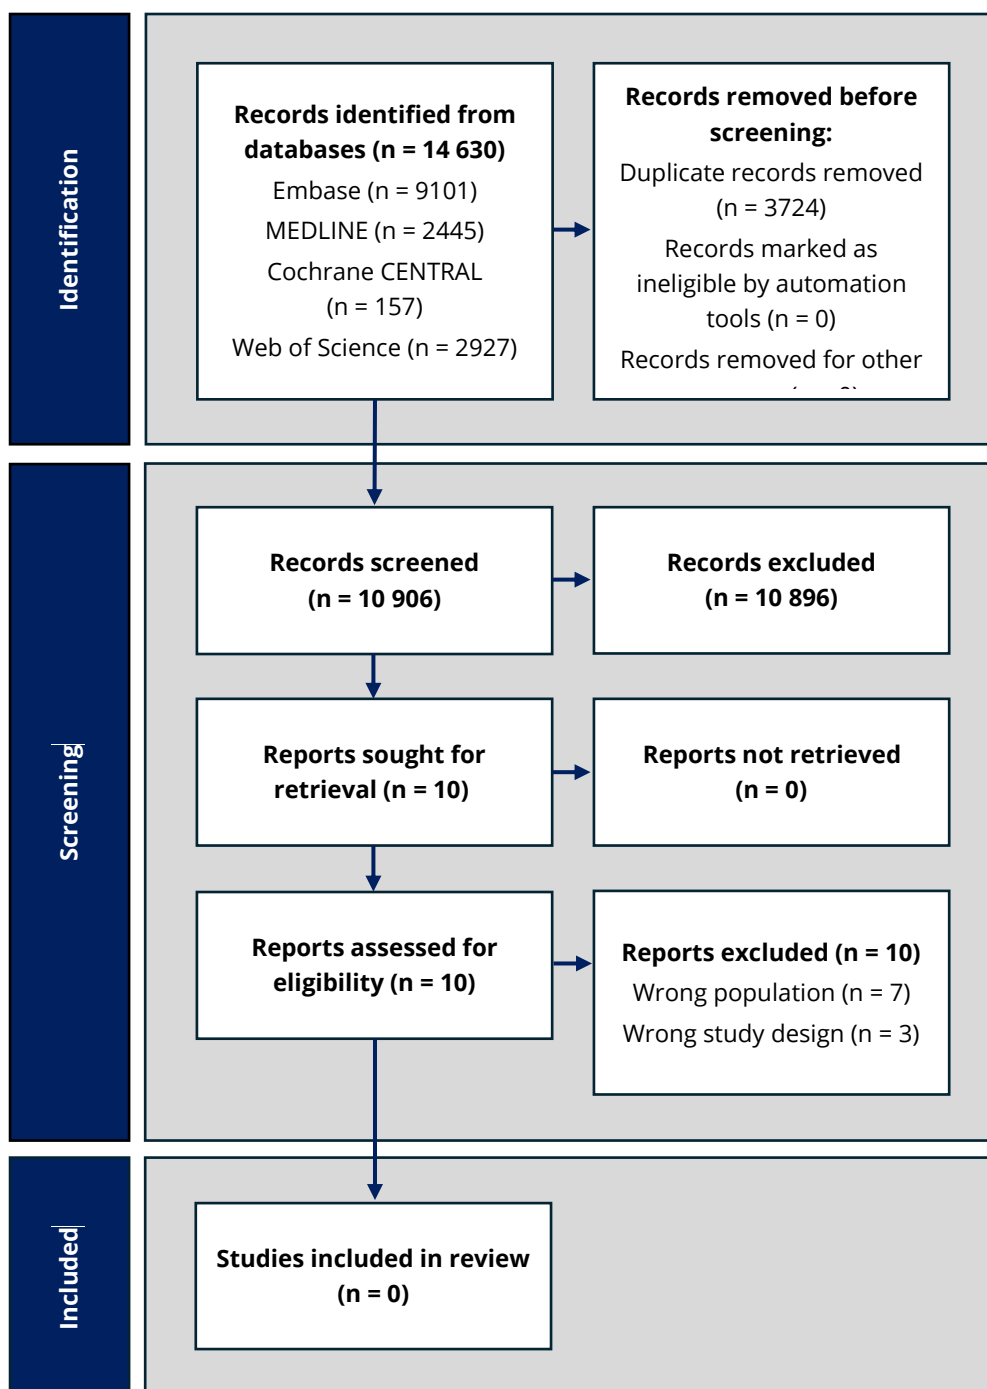 Identification
Records identified from
databases (n = 14 630)
Embase (n = 9101)
MEDLINE (n = 2445)
Cochrane CENTRAL
(n = 157)
Web of Science (n = 2927)
Records removed before
screening:
Duplicate records removed
(n = 3724)
Records marked as
ineligible by automation
tools (n = 0)
Records removed for other
Screening
Records screened
(n = 10 906)
Records excluded
(n = 10 896)
Reports sought for
retrieval (n = 10)
Reports not retrieved
(n = 0)
Reports assessed for
eligibility (n = 10)
Reports excluded (n = 10)
Wrong population (n = 7)
Wrong study design (n = 3)
Included
Studies included in review
(n = 0)